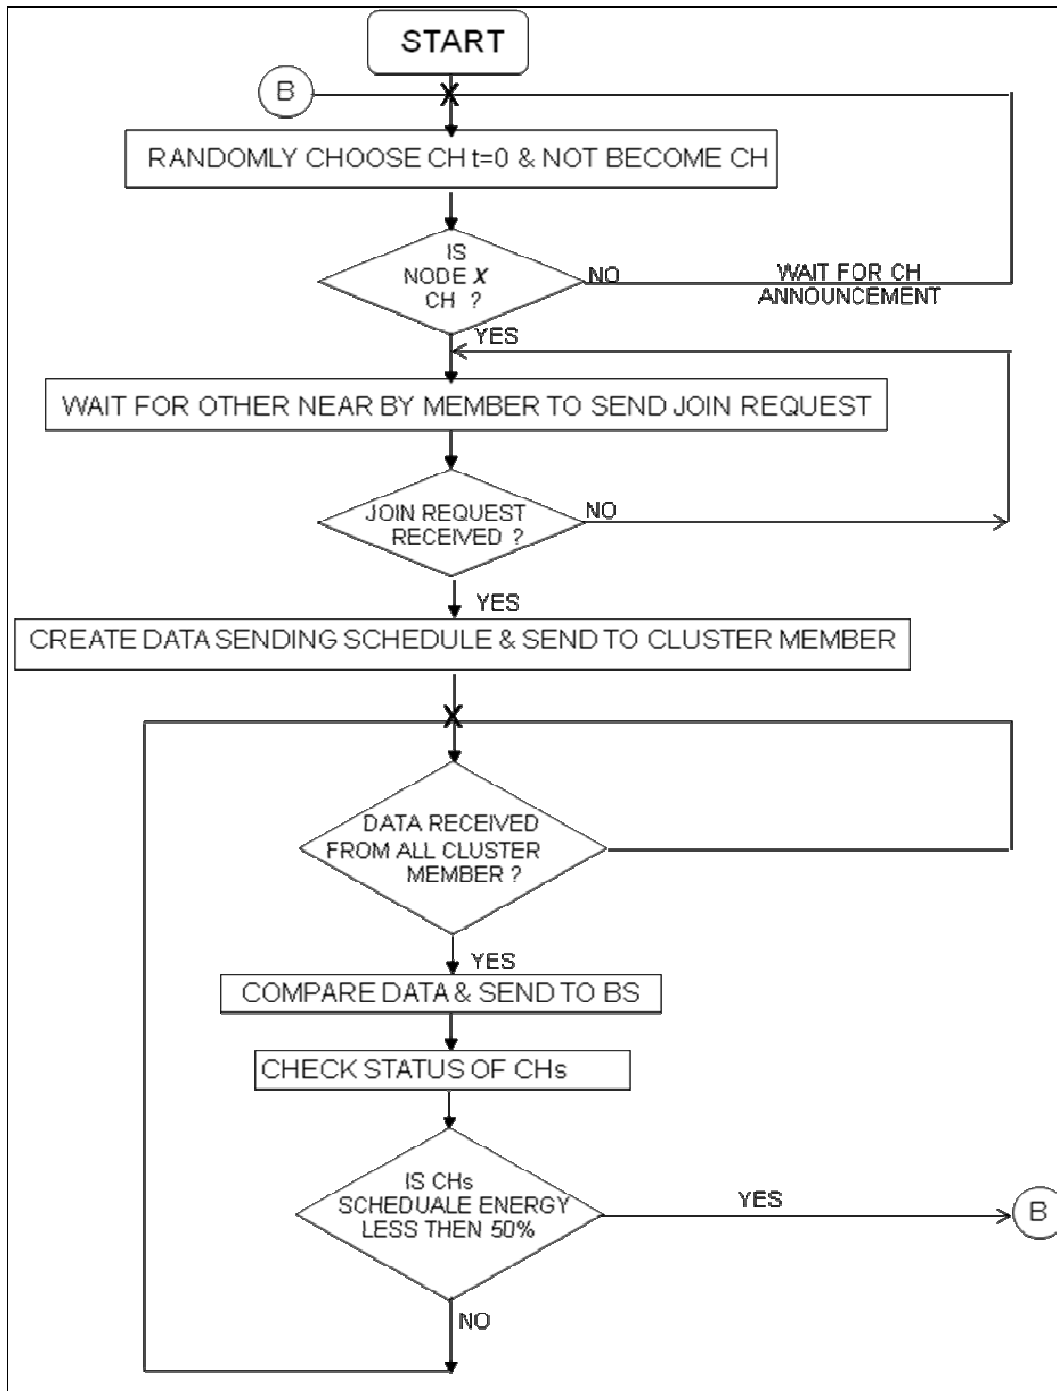 START
B
RANDOMLY CHOOSE CH t=0 & NOT BECOME CH
IS
NODE X
CH ?
NO
WAIT FOR CH
ANNOUNCEMENT
YES
WAIT FOR OTHER NEAR BY MEMBER TO SEND JOIN REQUEST
JOIN REQUEST
RECEIVED ?
NO
YES
CREATE DATA SENDING SCHEDULE & SEND TO CLUSTER MEMBER
DATA RECEIVED
FROM ALL CLUSTER
MEMBER ?
YES
COMPARE DATA & SEND TO BS
CHECK STATUS OF CHs
IS CHs
SCHEDUALE ENERGY
LESS THEN 50%
YES
B
NO